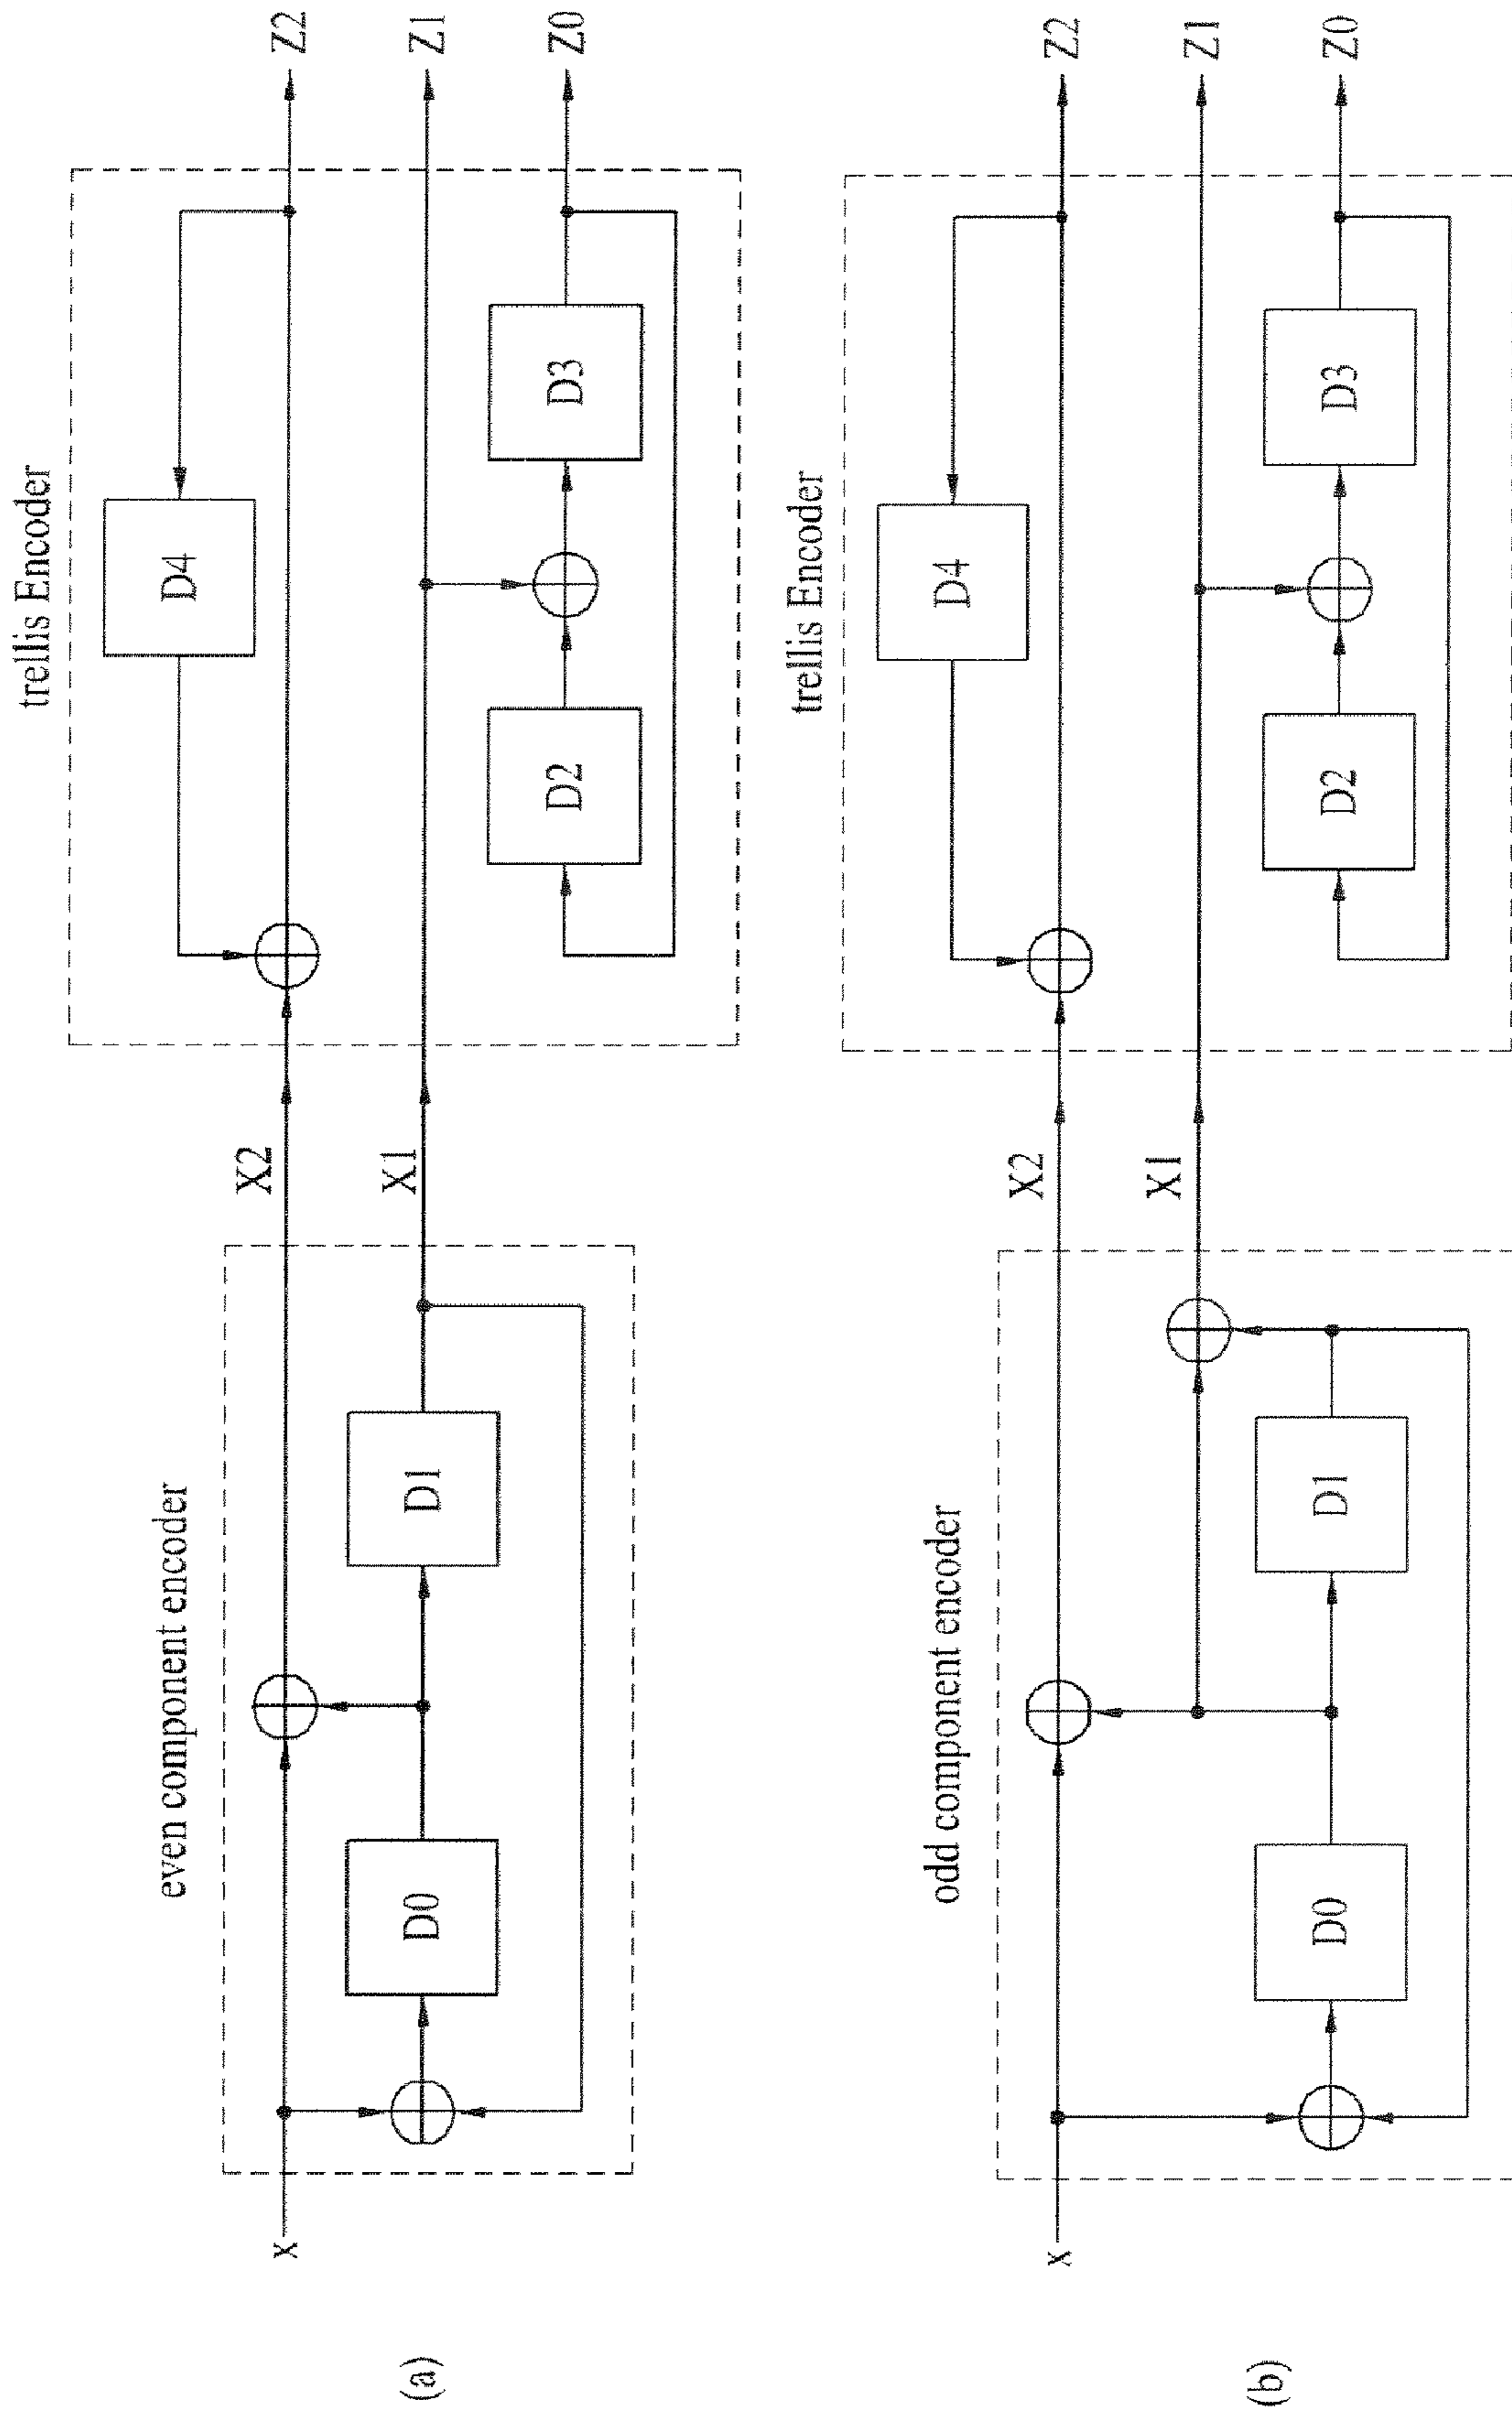 (a)
even component encoder
trellis Encoder
x
D0
D1
X2
X1
D4
D2
D3
Z2
Z1
Z0
(b)
odd component encoder
trellis Encoder
x
D0
D1
X2
X1
D4
D2
D3
Z2
Z1
Z0